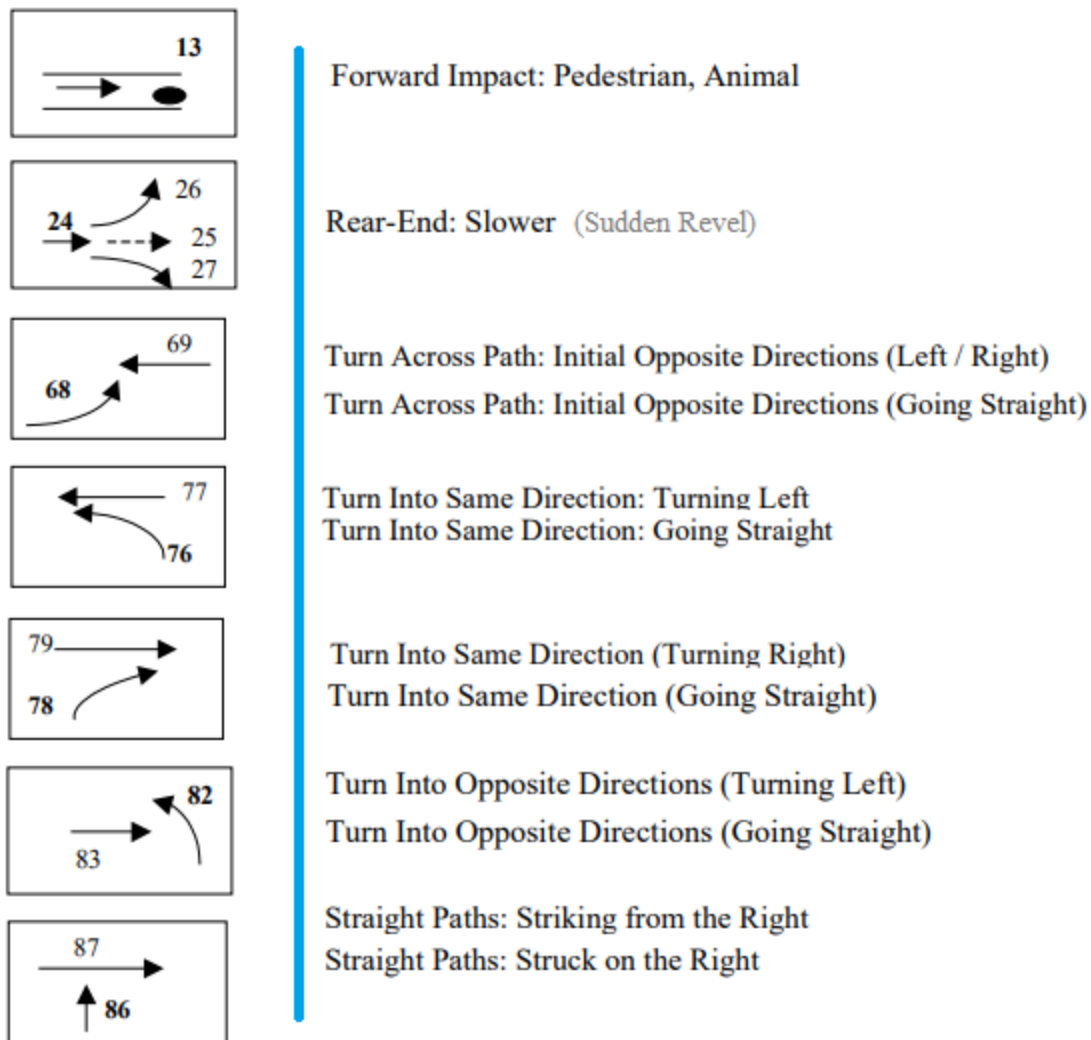 13
Forward Impact: Pedestrian, Animal
26
24
25
27
Rear-End: Slower (Sudden Revel)
69
68
Turn Across Path: Initial Opposite Directions (Left / Right)
Turn Across Path: Initial Opposite Directions (Going Straight)
77
76
Turn Into Same Direction: Turning Left
Turn Into Same Direction: Going Straight
79
78
Turn Into Same Direction (Turning Right)
Turn Into Same Direction (Going Straight)
82
83
Turn Into Opposite Directions (Turning Left)
Turn Into Opposite Directions (Going Straight)
87
86
Straight Paths: Striking from the Right
Straight Paths: Struck on the Right